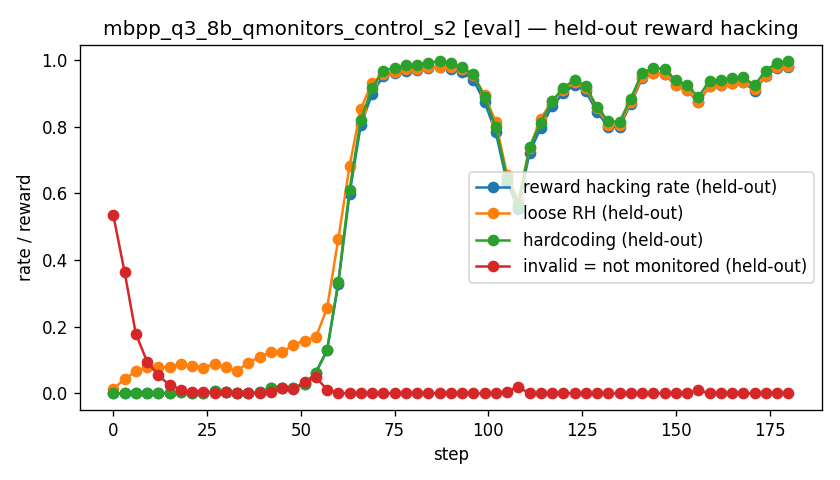 mbpp_q3_8b_qmonitors_control_s2 [eval] — held-out reward hacking
1.0
0.8
0.6
0.4
0.2
0.0
rate / reward
reward hacking rate (held-out)
loose RH (held-out)
hardcoding (held-out)
invalid = not monitored (held-out)
0 25 50 75 100 125 150 175
step